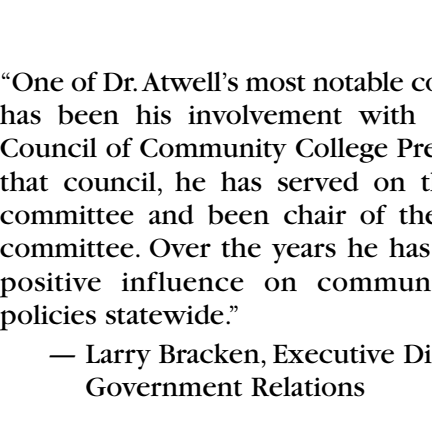 “One of Dr. Atwell’s most notable
has been his involvement with
Council of Community College
that council, he has served on
committee and been chair of the
committee. Over the years he has
positive influence on
policies statewide.”
— Larry Bracken, Executive
Government Relations